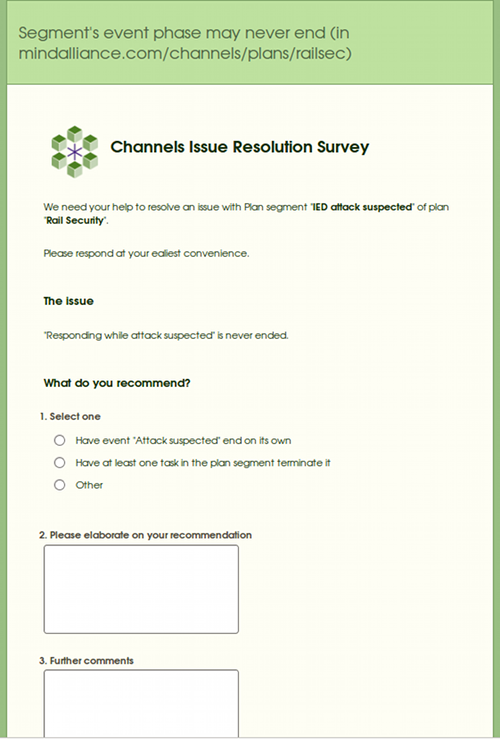 Segment's event phase may never end (in
mindalliance.com/channels/plans/railsec)
Channels Issue Resolution Survey
We need your help to resolve an issue with Plan segment "IED attack suspected" of plan
"Rail Security".
Please respond at your ealiest convenience.
The issue
"Responding while attack suspected" is never ended.
What do you recommend?
1. Select one
Have event "Attack suspected" end on its own
Have at least one task in the plan segment terminate it
Other
2. Please elaborate on your recommendation
3. Further comments